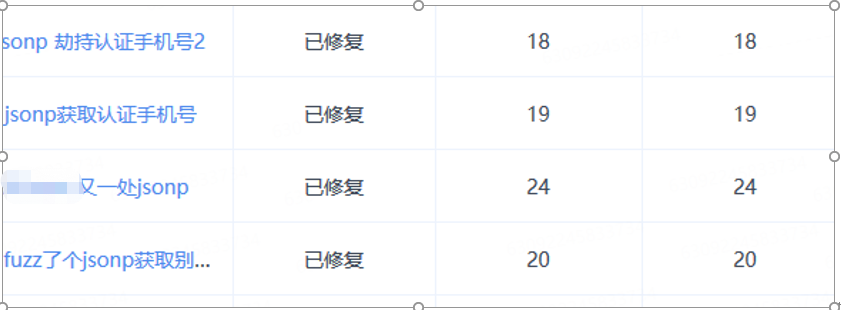 sonp 劫持认证手机号2 已修复 18 18
jsonp获取认证手机号 已修复 19 19
又一处jsonp 已修复 24 24
fuzz了个jsonp获取别... 已修复 20 20